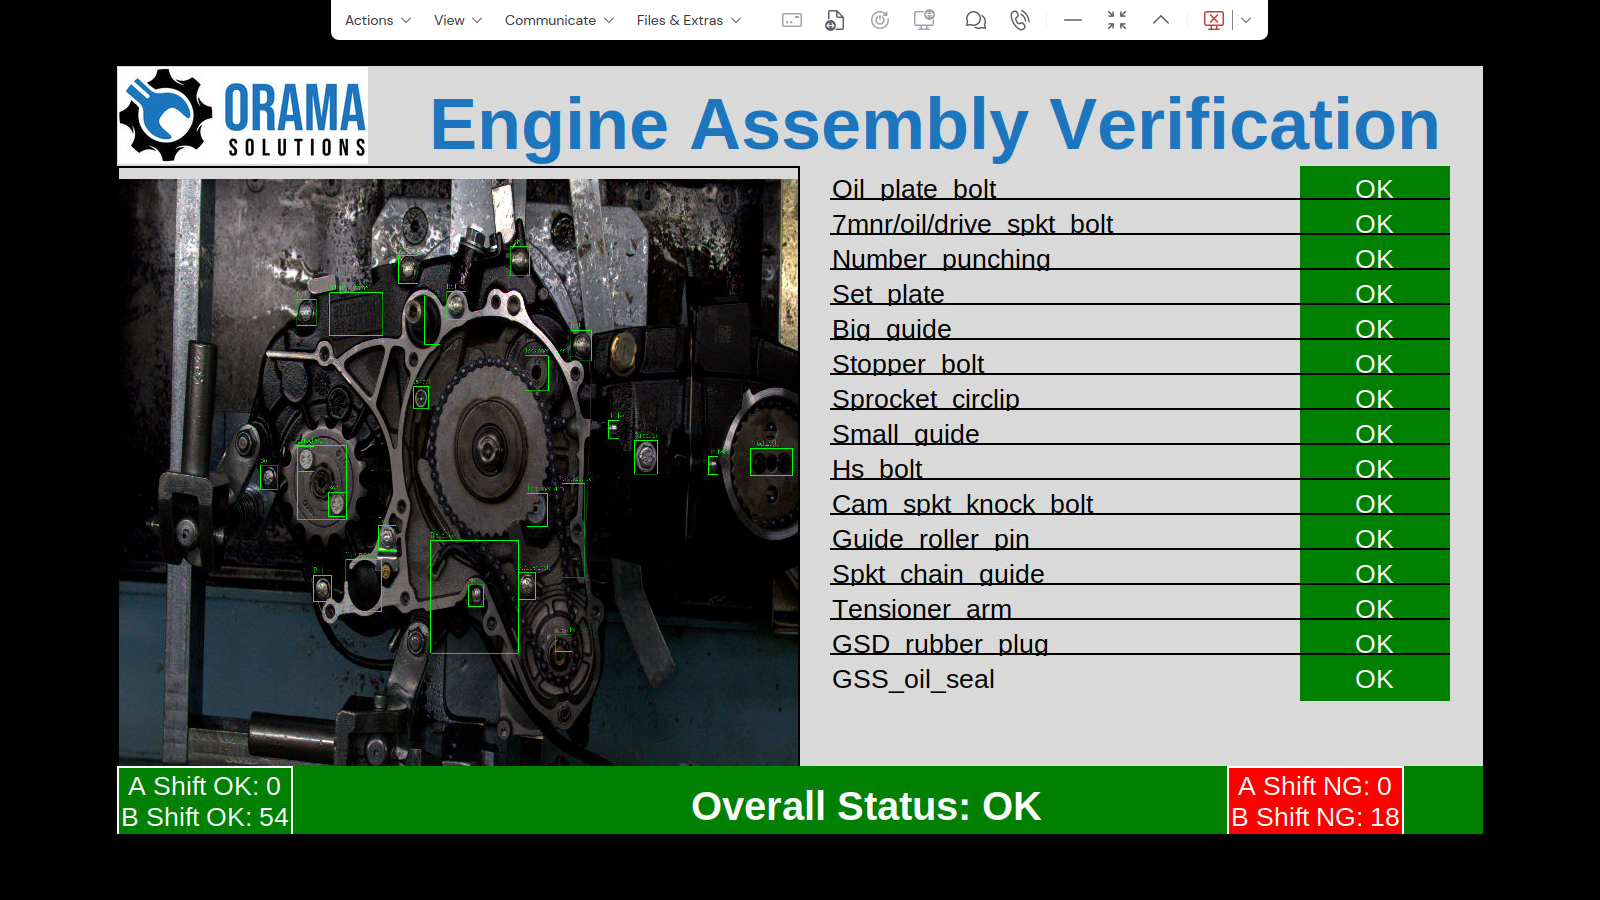 Actions View Communicate Files & Extras
ORAMA
SOLUTIONS
Engine Assembly Verification
Oil_plate_bolt OK
7mnr/oil/drive_spkt_bolt OK
Number_punching OK
Set_plate OK
Big_guide OK
Stopper_bolt OK
Sprocket_circlip OK
Small_guide OK
Hs_bolt OK
Cam_spkt_knock_bolt OK
Guide_roller_pin OK
Spkt_chain_guide OK
Tensioner_arm OK
GSD_rubber_plug OK
GSS_oil_seal OK
A Shift OK: 0
B Shift OK: 54
Overall Status: OK
A Shift NG: 0
B Shift NG: 18